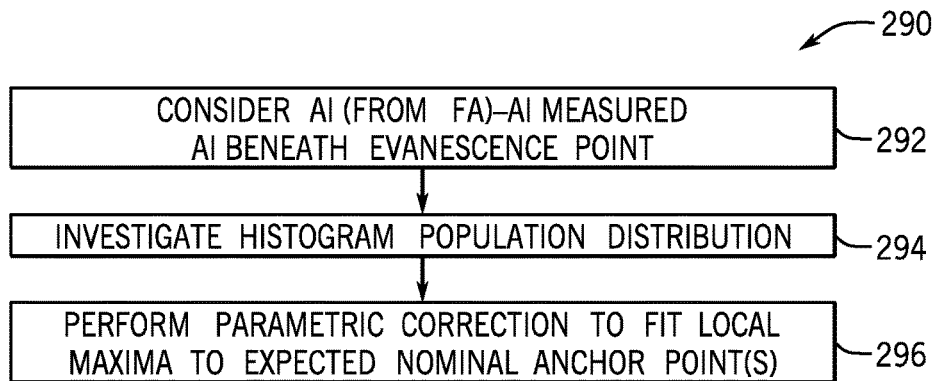 290
CONSIDER AI (FROM FA)–AI MEASURED
AI BENEATH EVANESCENCE POINT
292
INVESTIGATE HISTOGRAM POPULATION DISTRIBUTION
294
PERFORM PARAMETRIC CORRECTION TO FIT LOCAL
MAXIMA TO EXPECTED NOMINAL ANCHOR POINT(S)
296